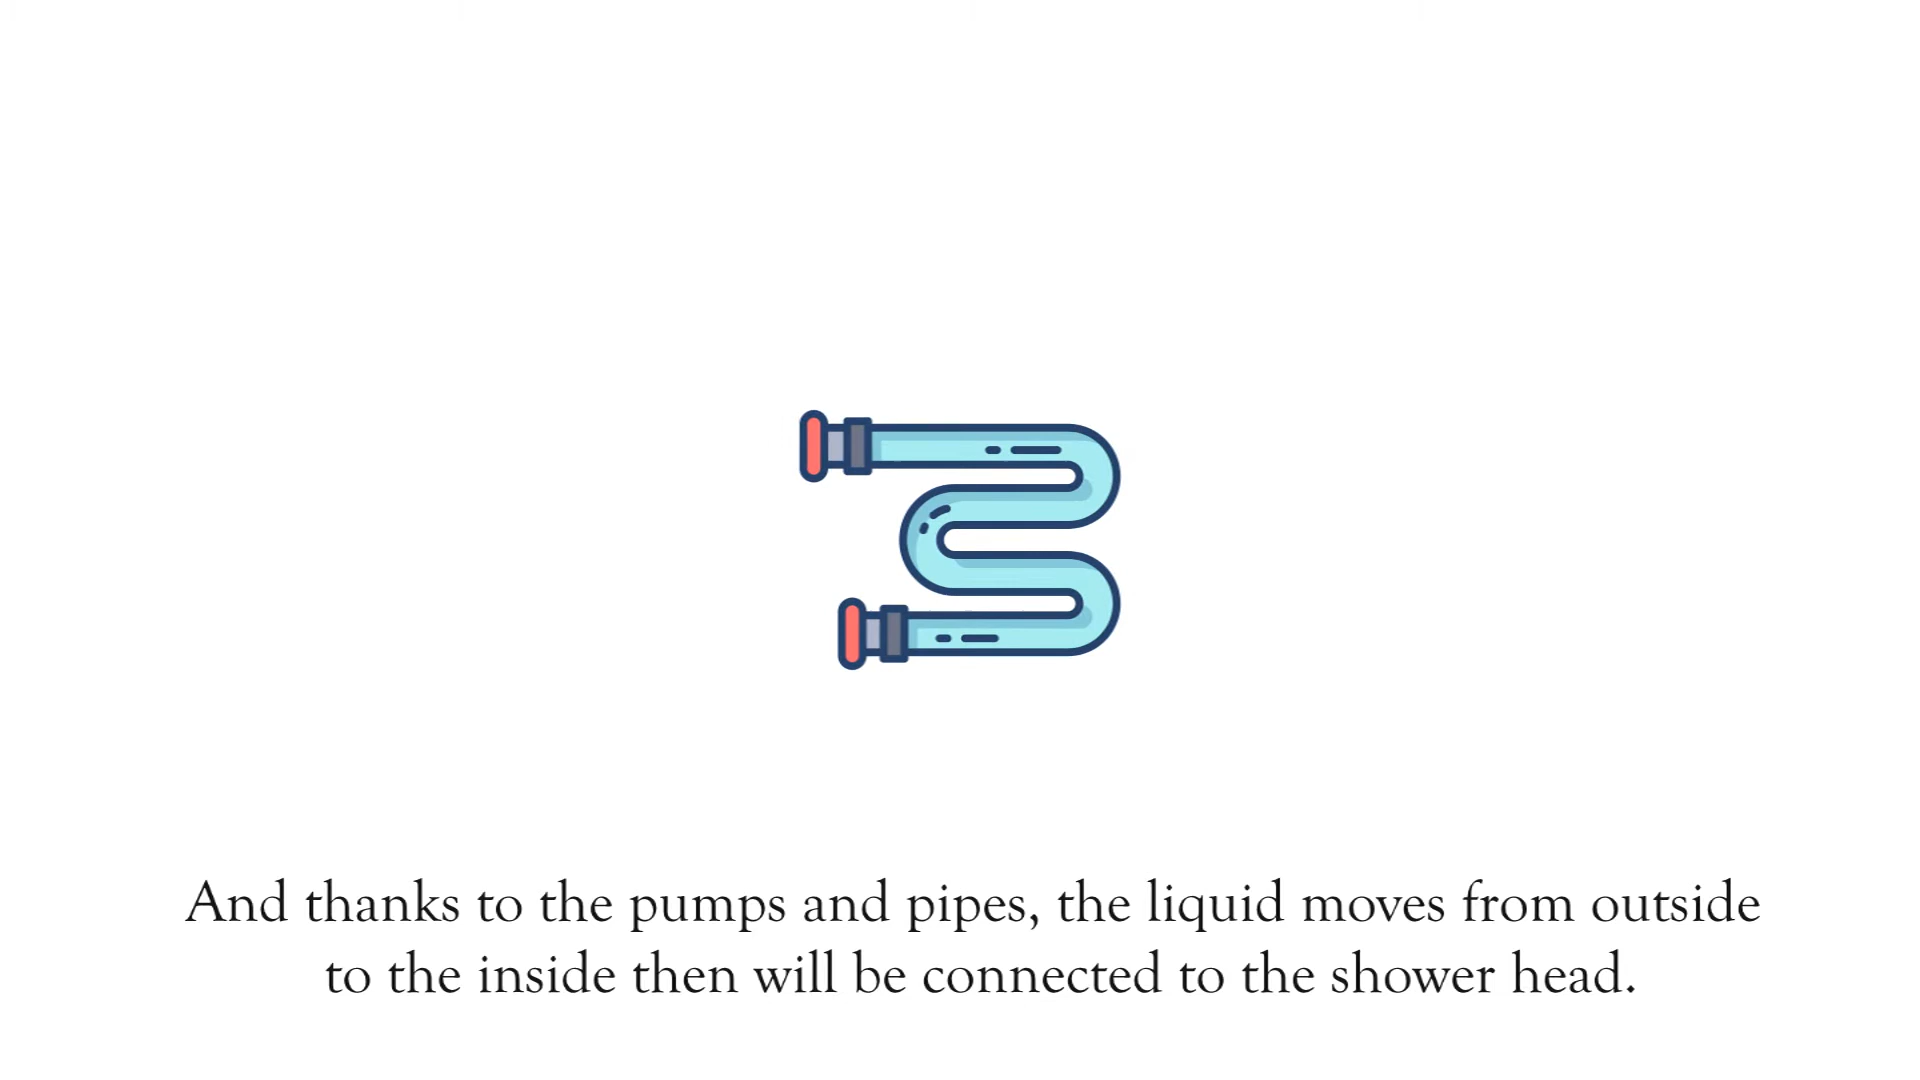 And thanks to the pumps and pipes, the liquid moves from outside
to the inside then will be connected to the shower head.